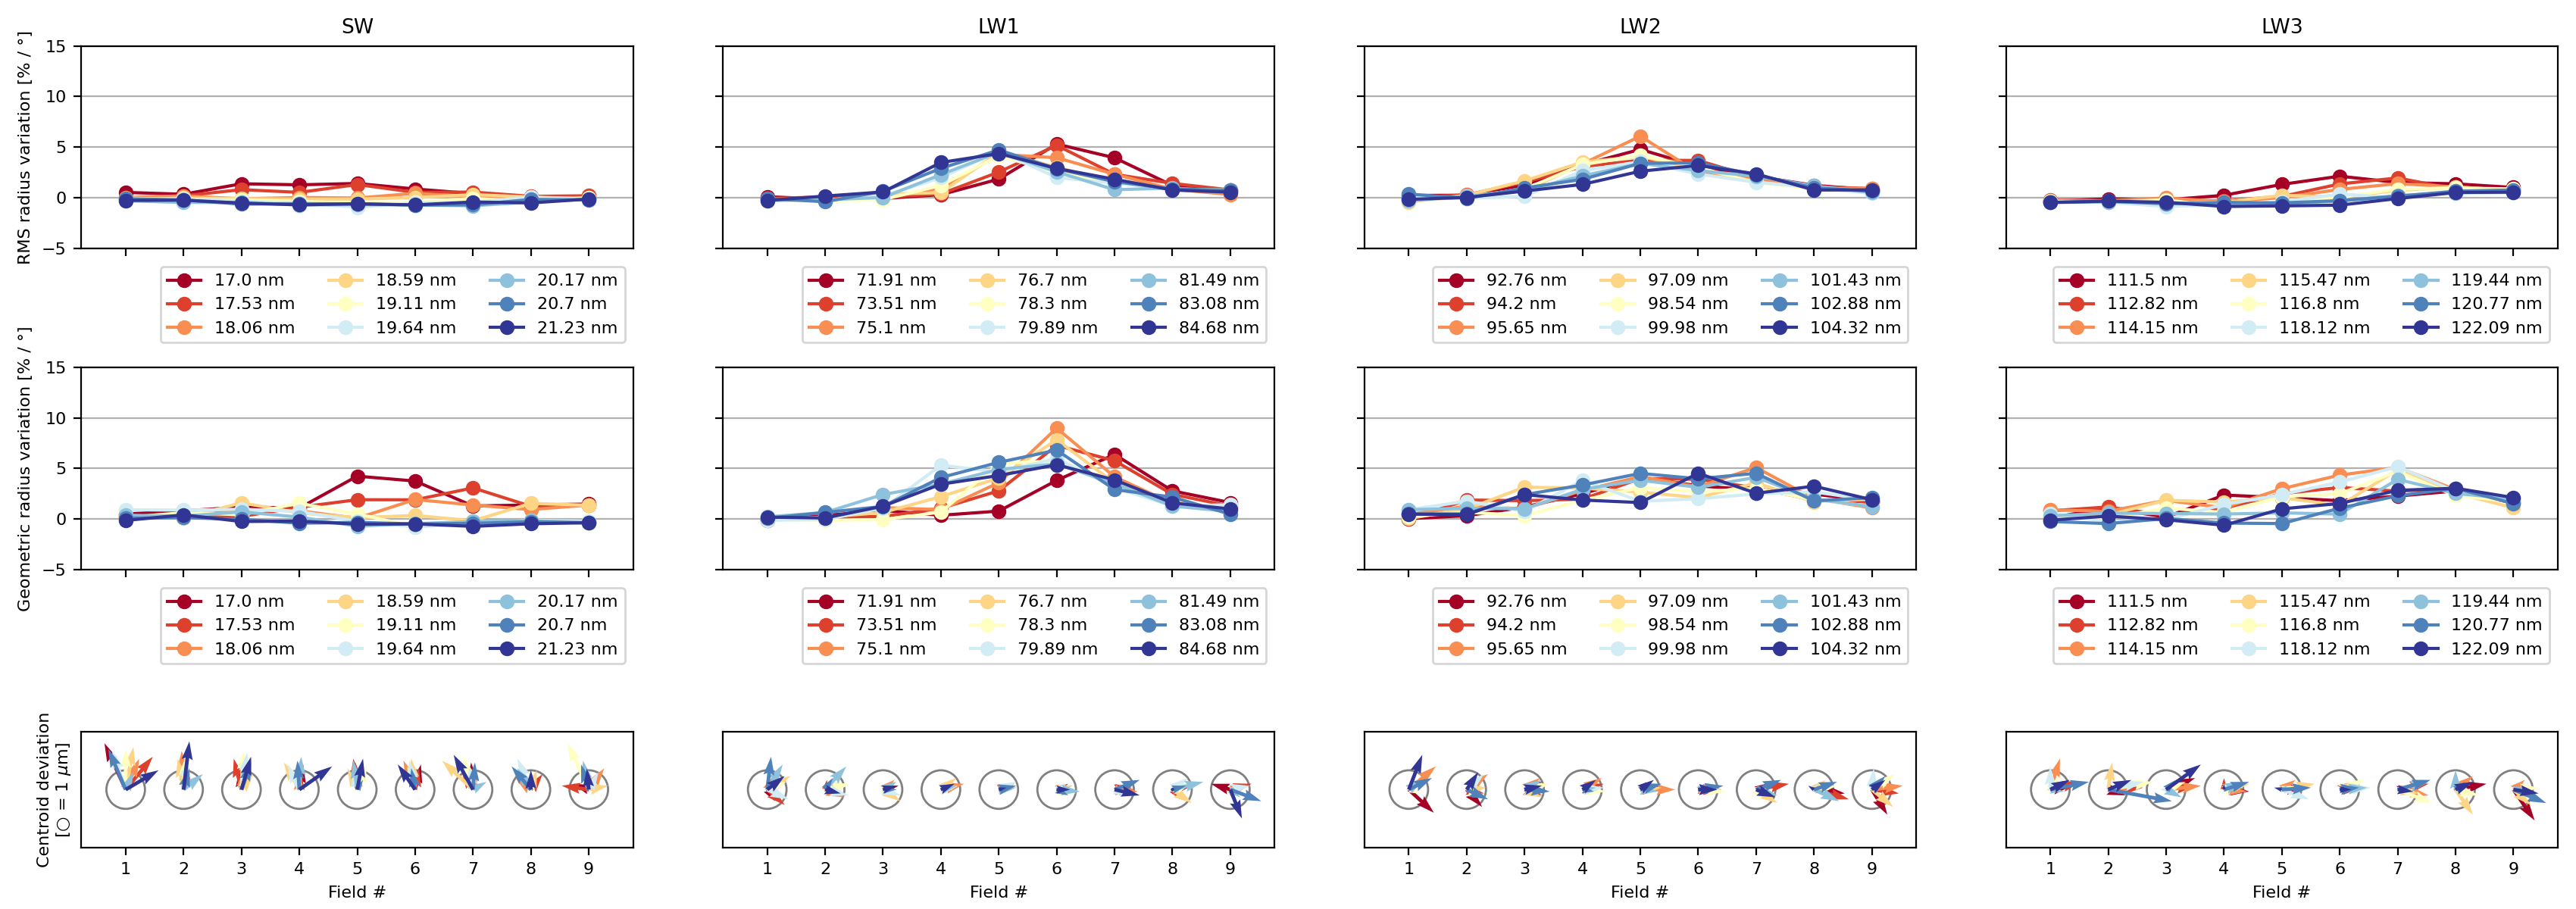 SW LW1 LW2 LW3
RMS radius variation [% / °]
15
10
5
0
−5
17.0 nm 18.59 nm 20.17 nm
17.53 nm 19.11 nm 20.7 nm
18.06 nm 19.64 nm 21.23 nm
71.91 nm 76.7 nm 81.49 nm
73.51 nm 78.3 nm 83.08 nm
75.1 nm 79.89 nm 84.68 nm
92.76 nm 97.09 nm 101.43 nm
94.2 nm 98.54 nm 102.88 nm
95.65 nm 99.98 nm 104.32 nm
111.5 nm 115.47 nm 119.44 nm
112.82 nm 116.8 nm 120.77 nm
114.15 nm 118.12 nm 122.09 nm
Geometric radius variation [% / °]
15
10
5
0
−5
17.0 nm 18.59 nm 20.17 nm
17.53 nm 19.11 nm 20.7 nm
18.06 nm 19.64 nm 21.23 nm
71.91 nm 76.7 nm 81.49 nm
73.51 nm 78.3 nm 83.08 nm
75.1 nm 79.89 nm 84.68 nm
92.76 nm 97.09 nm 101.43 nm
94.2 nm 98.54 nm 102.88 nm
95.65 nm 99.98 nm 104.32 nm
111.5 nm 115.47 nm 119.44 nm
112.82 nm 116.8 nm 120.77 nm
114.15 nm 118.12 nm 122.09 nm
Centroid deviation
[○ = 1 μm]
1 2 3 4 5 6 7 8 9
Field #
1 2 3 4 5 6 7 8 9
Field #
1 2 3 4 5 6 7 8 9
Field #
1 2 3 4 5 6 7 8 9
Field #